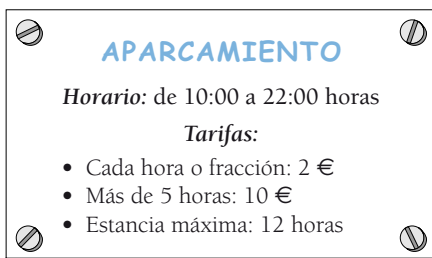 APARCAMIENTO
Horario: de 10:00 a 22:00 horas
Tarifas:
• Cada hora o fracción: 2 €
• Más de 5 horas: 10 €
• Estancia máxima: 12 horas